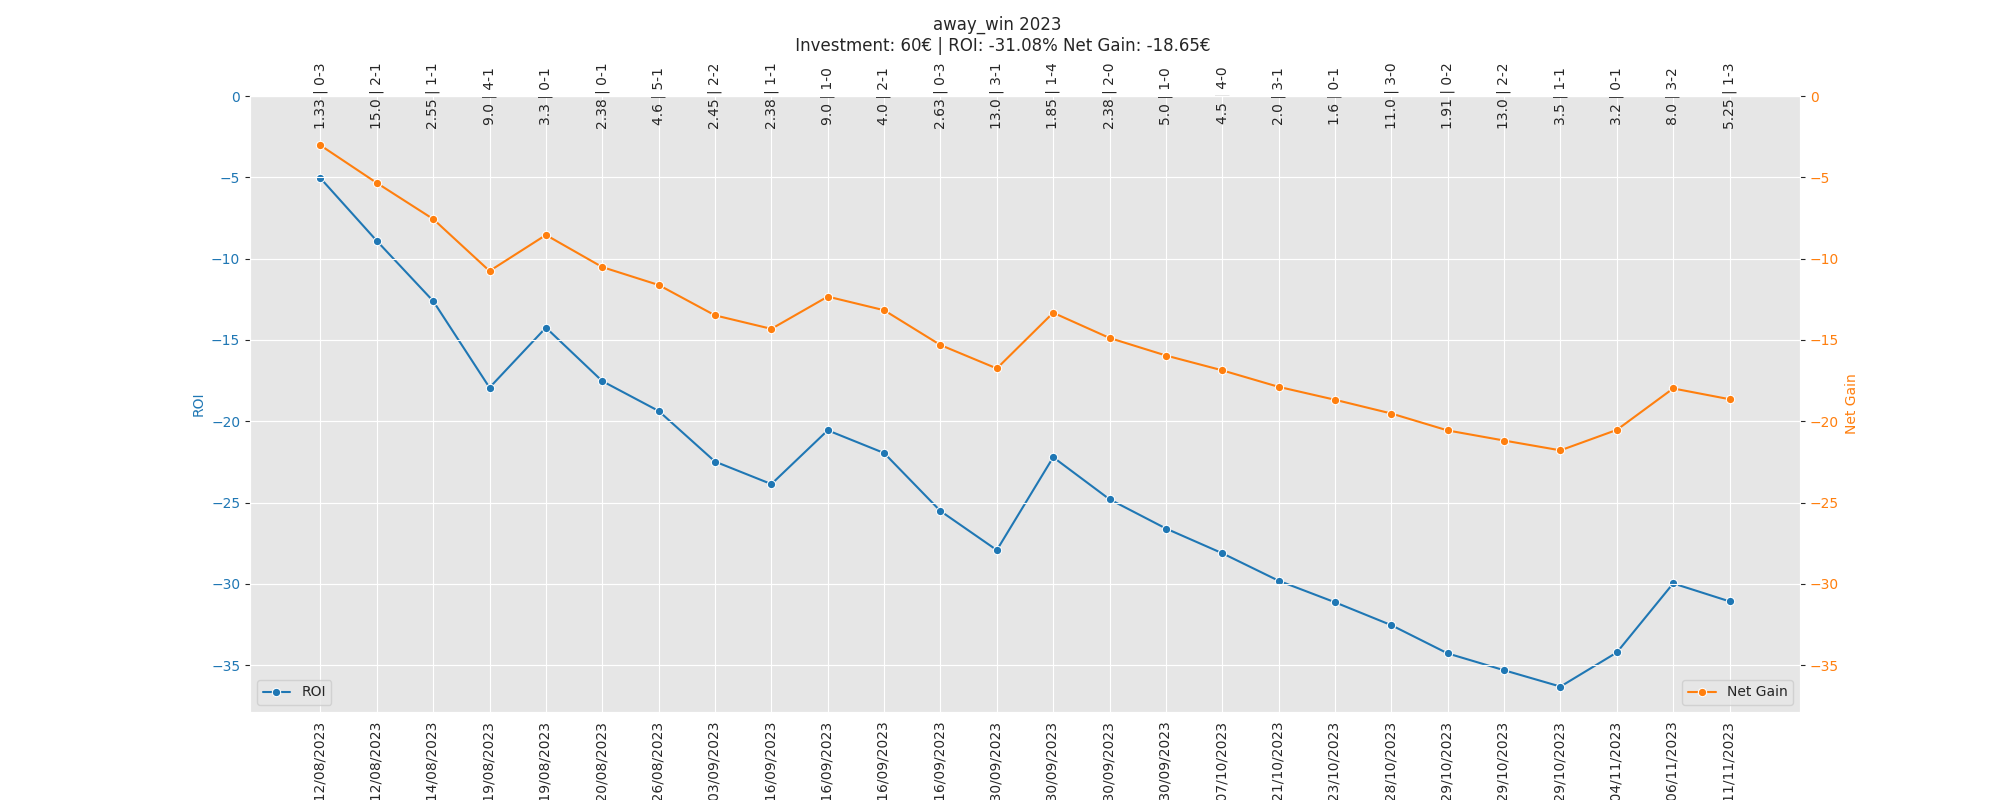 away_win 2023
Investment: 60€ | ROI: -31.08% Net Gain: -18.65€
1.33 | 0-3
15.0 | 2-1
2.55 | 1-1
9.0 | 4-1
3.3 | 0-1
2.38 | 0-1
4.6 | 5-1
2.45 | 2-2
2.38 | 1-1
9.0 | 1-0
4.0 | 2-1
2.63 | 0-3
13.0 | 3-1
1.85 | 1-4
2.38 | 2-0
5.0 | 1-0
4.5 | 4-0
2.0 | 3-1
1.6 | 0-1
11.0 | 3-0
1.91 | 0-2
13.0 | 2-2
3.5 | 1-1
3.2 | 0-1
8.0 | 3-2
5.25 | 1-3
0
−5
−10
−15
−20
−25
−30
−35
ROI
0
−5
−10
−15
−20
−25
−30
−35
Net Gain
ROI
Net Gain
12/08/2023
12/08/2023
14/08/2023
19/08/2023
19/08/2023
20/08/2023
26/08/2023
03/09/2023
16/09/2023
16/09/2023
16/09/2023
16/09/2023
30/09/2023
30/09/2023
30/09/2023
30/09/2023
07/10/2023
21/10/2023
23/10/2023
28/10/2023
29/10/2023
29/10/2023
29/10/2023
04/11/2023
06/11/2023
11/11/2023